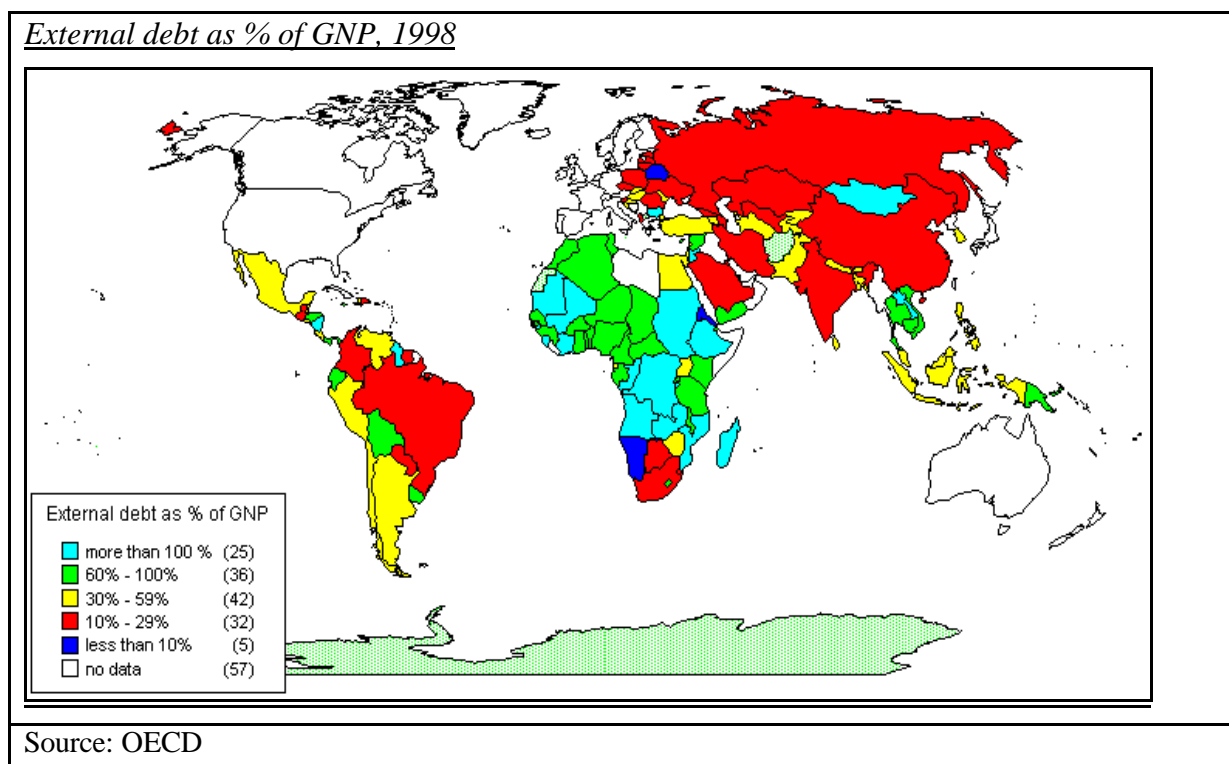 External debt as % of GNP, 1998
External debt as % of GNP
more than 100 % (25)
60% - 100% (36)
30% - 59% (42)
10% - 29% (32)
less than 10% (5)
no data (57)
Source: OECD